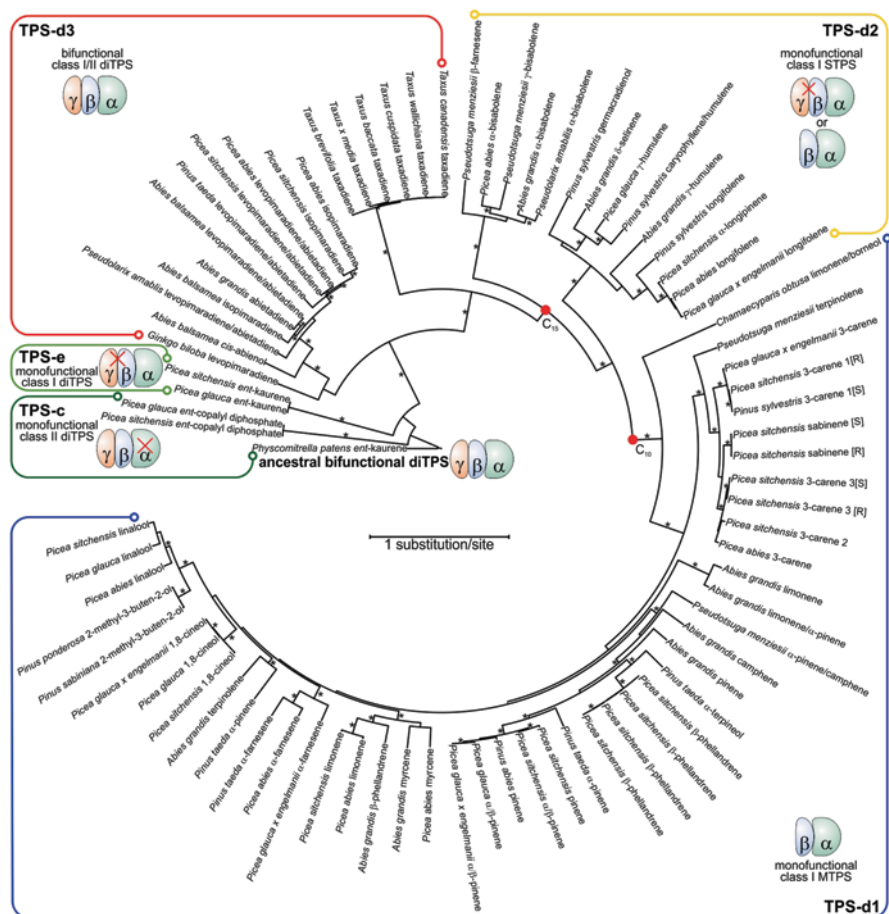 TPS-d3
bifunctional
class I/II diTPS
γ β α
TPS-d2
monofunctional
class I STPS
γ β α
or
β α
Taxus brevifolia taxadiene
Taxus x media taxadiene
Taxus baccata taxadiene
Taxus cuspidata taxadiene
Taxus wallichiana taxadiene
Taxus canadensis taxadiene
Picea abies isopimaradiene
Picea sitchensis isopimaradiene
Picea abies levopimaradiene/abietadiene
Picea sitchensis levopimaradiene/abietadiene
Pinus taeda levopimaradiene/abietadiene
Abies balsamea levopimaradiene/abietadiene
Abies grandis abietadiene
Abies balsamea isopimaradiene
Pseudolarix amablis levopimaradiene/abietadiene
Abies balsamea cis-abienol
Ginkgo biloba levopimaradiene
TPS-e
monofunctional
class I diTPS
γ β α
Picea sitchensis ent-kaurene
Picea glauca ent-kaurene
TPS-c
monofunctional
class II diTPS
γ β α
Picea glauca ent-copalyl diphosphate
Picea sitchensis ent-copalyl diphosphate
Physcomitrella patens ent-kaurene
ancestral bifunctional diTPS
γ β α
Pseudotsuga menziesii β-farnesene
Picea abies α-bisabolene
Pseudotsuga menziesii γ-bisabolene
Abies grandis α-bisabolene
Pseudolarix amabilis α-bisabolene
Pinus sylvestris germacradienol
Abies grandis δ-selinene
Picea glauca γ-humulene
Pinus sylvestris caryophyllene/humulene
Abies grandis γ-humulene
Pinus sylvestris longifolene
Picea sitchensis α-longipinene
Picea abies longifolene
Picea glauca x engelmanii longifolene
C15
C10
Chamaecyparis obtusa limonene/borneol
Pseudotsuga menziesii terpinolene
Picea glauca x engelmanii 3-carene
Picea sitchensis 3-carene 1[R]
Pinus sylvestris 3-carene 1[S]
Picea sitchensis sabinene [S]
Picea sitchensis sabinene [R]
Picea sitchensis 3-carene 3[S]
Picea sitchensis 3-carene 3 [R]
Picea sitchensis 3-carene 2
Picea abies 3-carene
Abies grandis limonene
Abies grandis limonene/α-pinene
Pseudotsuga menziesii α-pinene/camphene
Abies grandis camphene
Abies grandis pinene
Pinus taeda α-terpineol
Picea sitchensis β-phellandrene
Picea sitchensis β-phellandrene
Picea sitchensis β-phellandrene
Picea sitchensis β-phellandrene
Pinus taeda α-pinene
Picea sitchensis pinene
Picea sitchensis α/β-pinene
Pinus abies pinene
Picea glauca α/β-pinene
Picea glauca x engelmanii α/β-pinene
1 substitution/site
Picea abies myrcene
Abies grandis myrcene
Abies grandis β-phellandrene
Picea abies limonene
Picea sitchensis limonene
Picea glauca x engelmanii α-farnesene
Picea abies α-farnesene
Pinus taeda α-farnesene
Pinus taeda α-pinene
Abies grandis terpinolene
Picea sitchensis 1,8-cineol
Picea glauca 1,8-cineol
Picea glauca x engelmanii 1,8-cineol
Pinus sabiniana 2-methyl-3-buten-2-ol
Pinus ponderosa 2-methyl-3-buten-2-ol
Picea abies linalool
Picea glauca linalool
Picea sitchensis linalool
β α
monofunctional
class I MTPS
TPS-d1